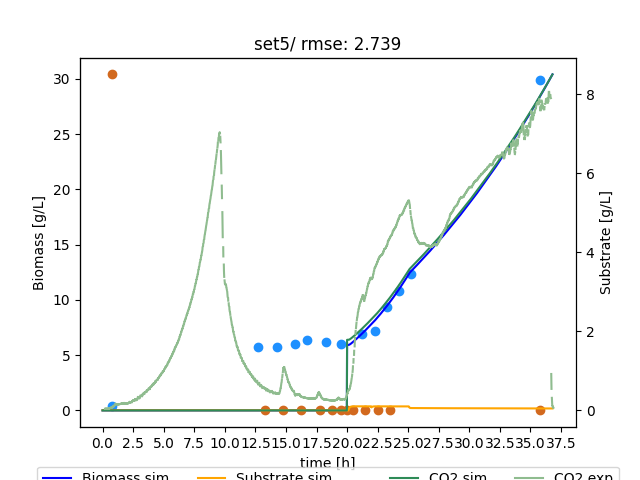 set5/ rmse: 2.739
30
25
20
15
10
5
0
Biomass [g/L]
8
6
4
2
0
Substrate [g/L]
0.0 2.5 5.0 7.5 10.0 12.5 15.0 17.5 20.0 22.5 25.0 27.5 30.0 32.5 35.0 37.5
time [h]
Biomass sim Substrate sim CO2 sim CO2 exp